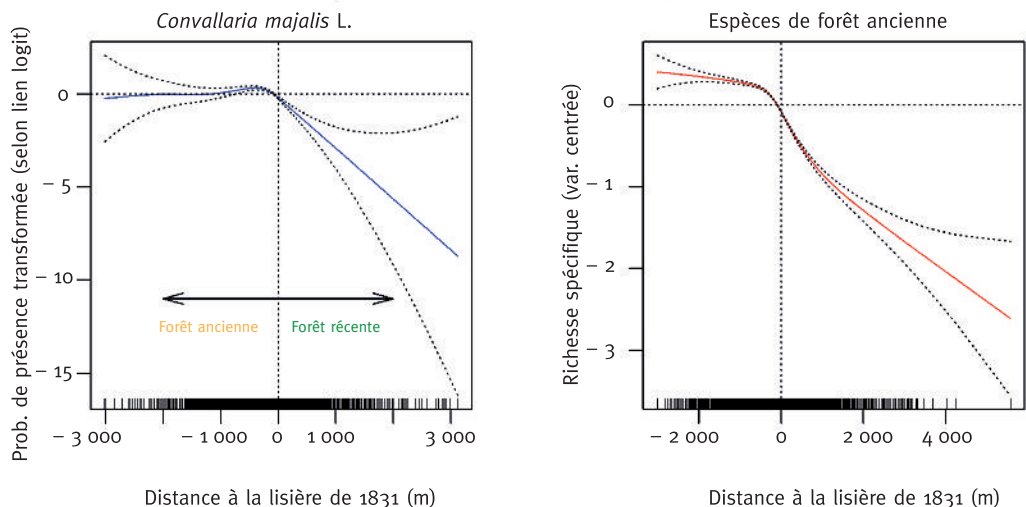 Convallaria majalis L.
Prob. de présence transformée (selon lien logit)
0
– 5
– 10
– 15
Forêt ancienne
Forêt récente
– 3 000
– 1 000
0
1 000
3 000
Distance à la lisière de 1831 (m)
Espèces de forêt ancienne
Richesse spécifique (var. centrée)
0
– 1
– 2
– 3
– 2 000
0
2 000
4 000
Distance à la lisière de 1831 (m)